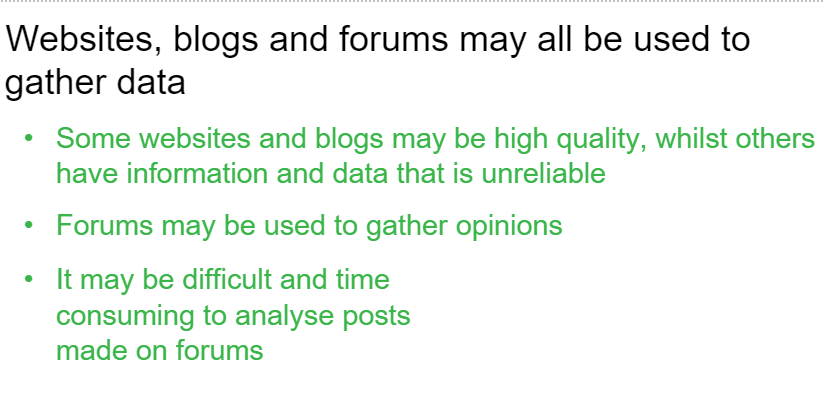 Websites, blogs and forums may all be used to
gather data
• Some websites and blogs may be high quality, whilst others
have information and data that is unreliable
• Forums may be used to gather opinions
• It may be difficult and time
consuming to analyse posts
made on forums